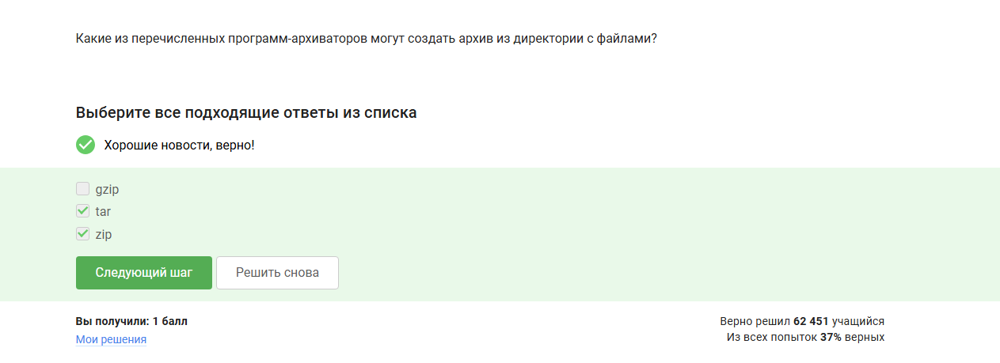 Какие из перечисленных программ-архиваторов могут создать архив из директории с файлами?
Выберите все подходящие ответы из списка
Хорошие новости, верно!
gzip
tar
zip
Следующий шаг
Решить снова
Вы получили: 1 балл
Мои решения
Верно решил 62 451 учащийся
Из всех попыток 37% верных